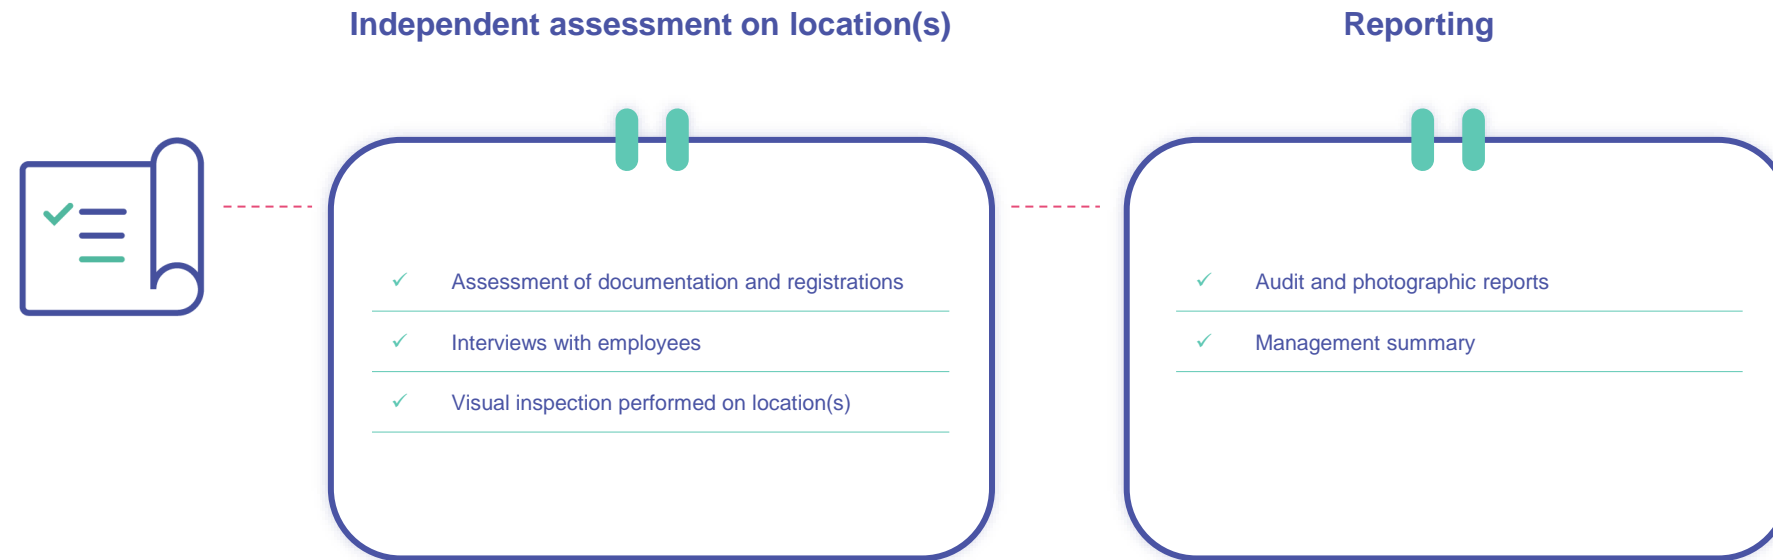 Independent assessment on location(s)
Assessment of documentation and registrations
Interviews with employees
Visual inspection performed on location(s)
Reporting
Audit and photographic reports
Management summary